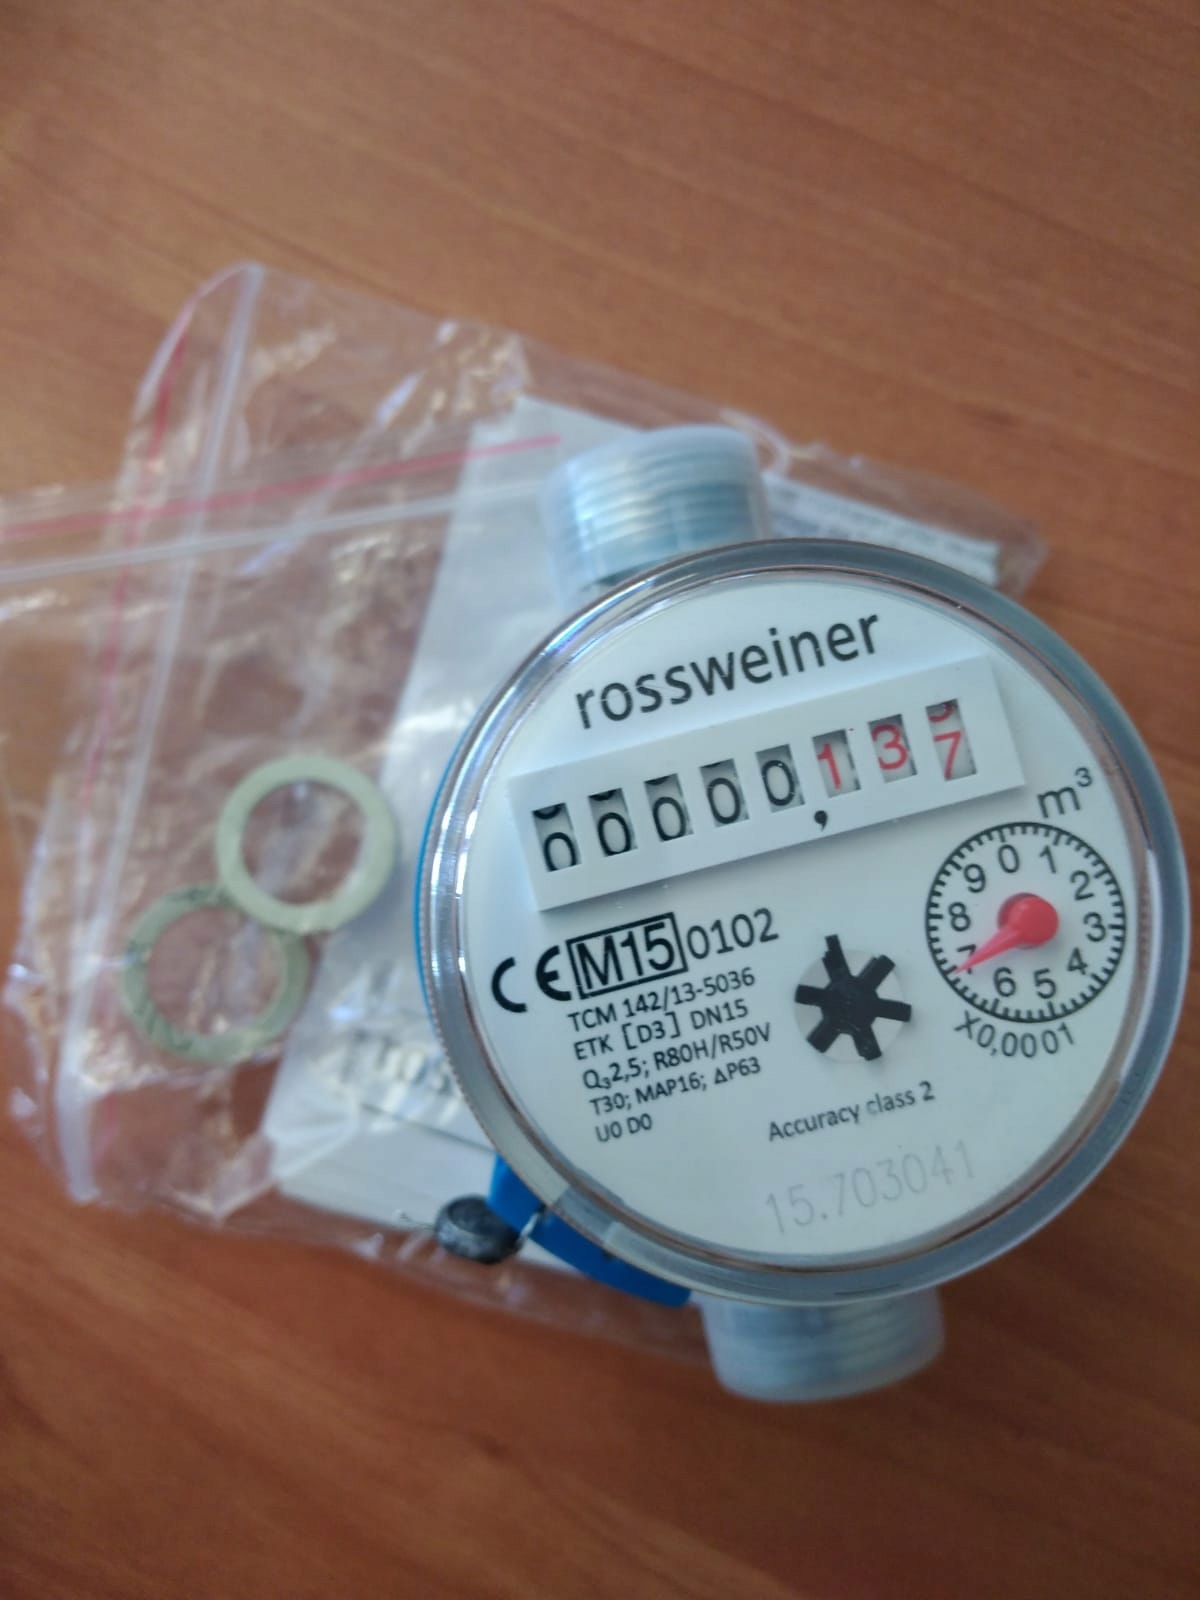 rossweiner
00000,137
m³
0 1 2 3 4 5 6 7 8 9
X0,0001
CE M15 0102
TCM 142/13-5036
ETK [D3] DN15
Q₃2,5; R80H/R50V
T30; MAP16; ΔP63
U0 D0
Accuracy class 2
15.703041